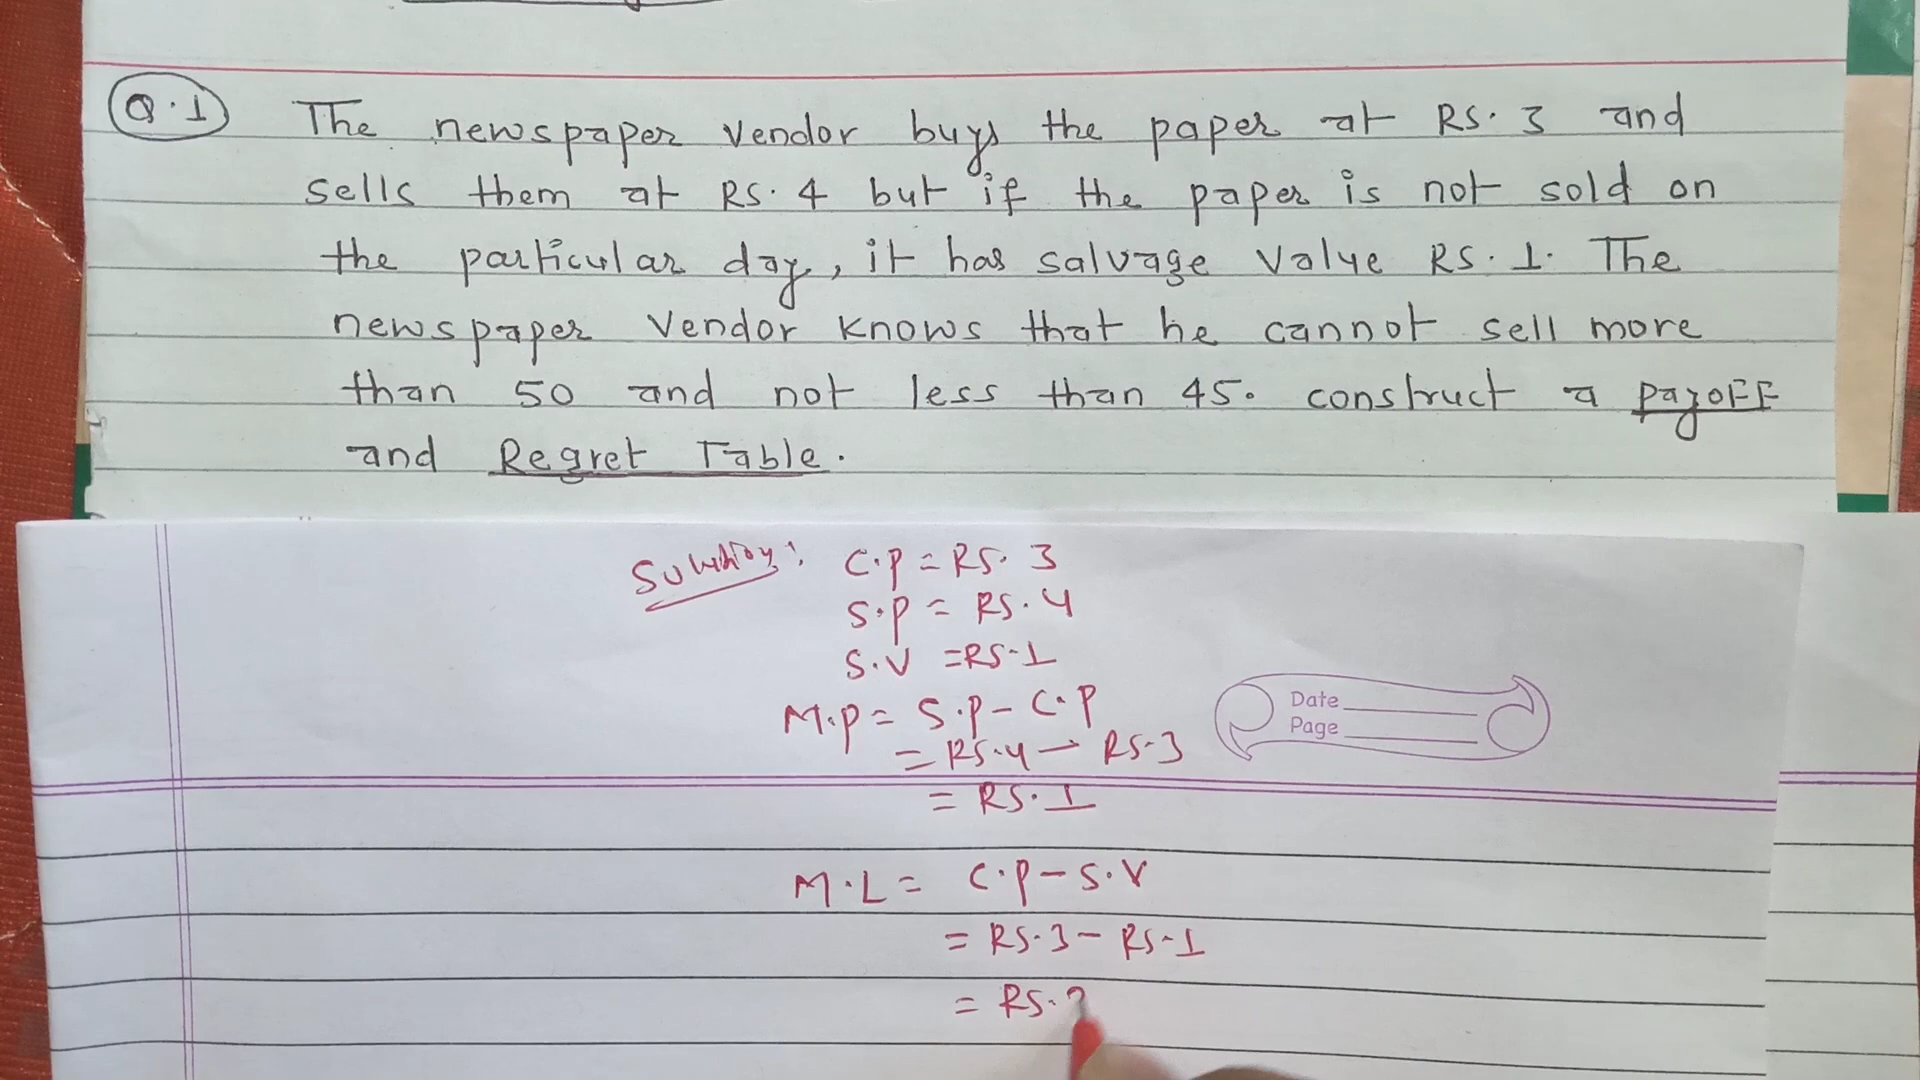 Q.1 The newspaper vendor buys the paper at RS. 3 and
sells them at RS. 4 but if the paper is not sold on
the particular day, it has salvage value RS. 1. The
newspaper vendor knows that he cannot sell more
than 50 and not less than 45. construct a payoFF
and Regret Table.
Solution: C.P = RS. 3
S.P = RS. 4
S.V = RS. 1
M.P = S.P - C.P
= RS. 4 - RS. 3
= RS. 1
Date
Page
M.L = C.P - S.V
= RS. 3 - RS. 1
= RS. 2